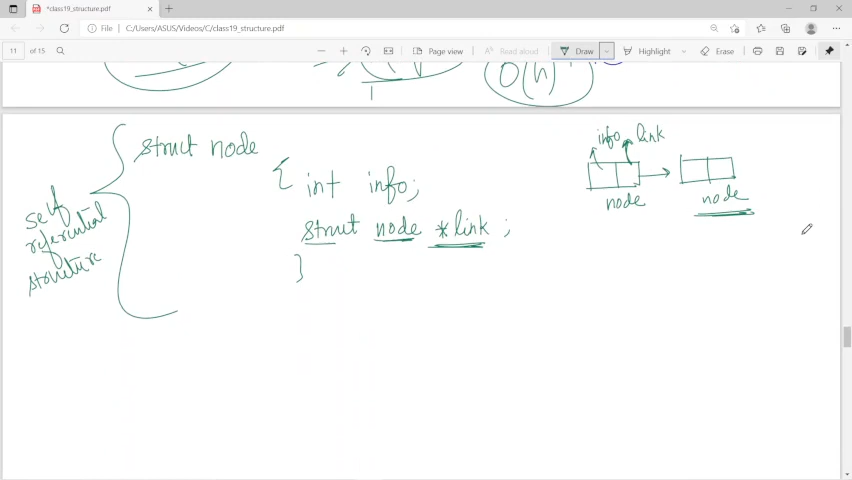 *class19_structure.pdf
File
C:/Users/ASUS/Videos/C/class19_structure.pdf
11 of 15
Page view
Read aloud
Draw
Highlight
Erase
O(n)
struct node
{ int info;
struct node *link ;
}
self
referential
structure
info link
node
node